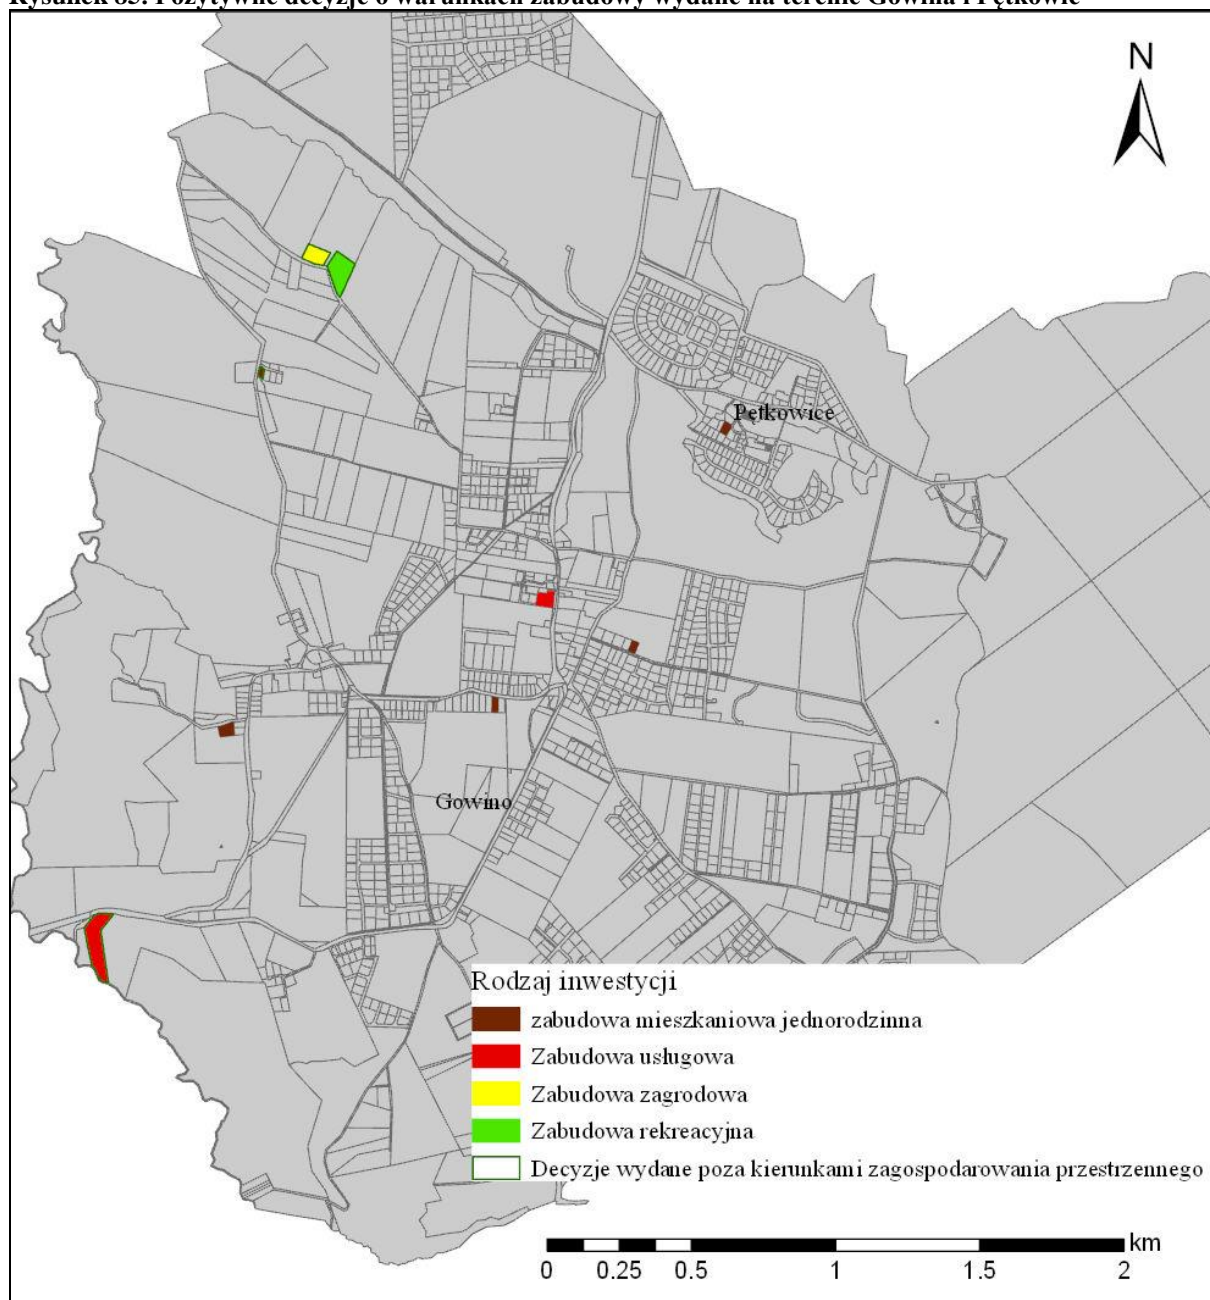 Rysunek 85. Pozytywne decyzje o warunkach zabudowy wydane na terenie Gowina i Pętkowic
N
Pętkowice
Gowino
Rodzaj inwestycji
zabudowa mieszkaniowa jednorodzinna
Zabudowa usługowa
Zabudowa zagrodowa
Zabudowa rekreacyjna
Decyzje wydane poza kierunkami zagospodarowania przestrzennego
km
0 0.25 0.5 1 1.5 2